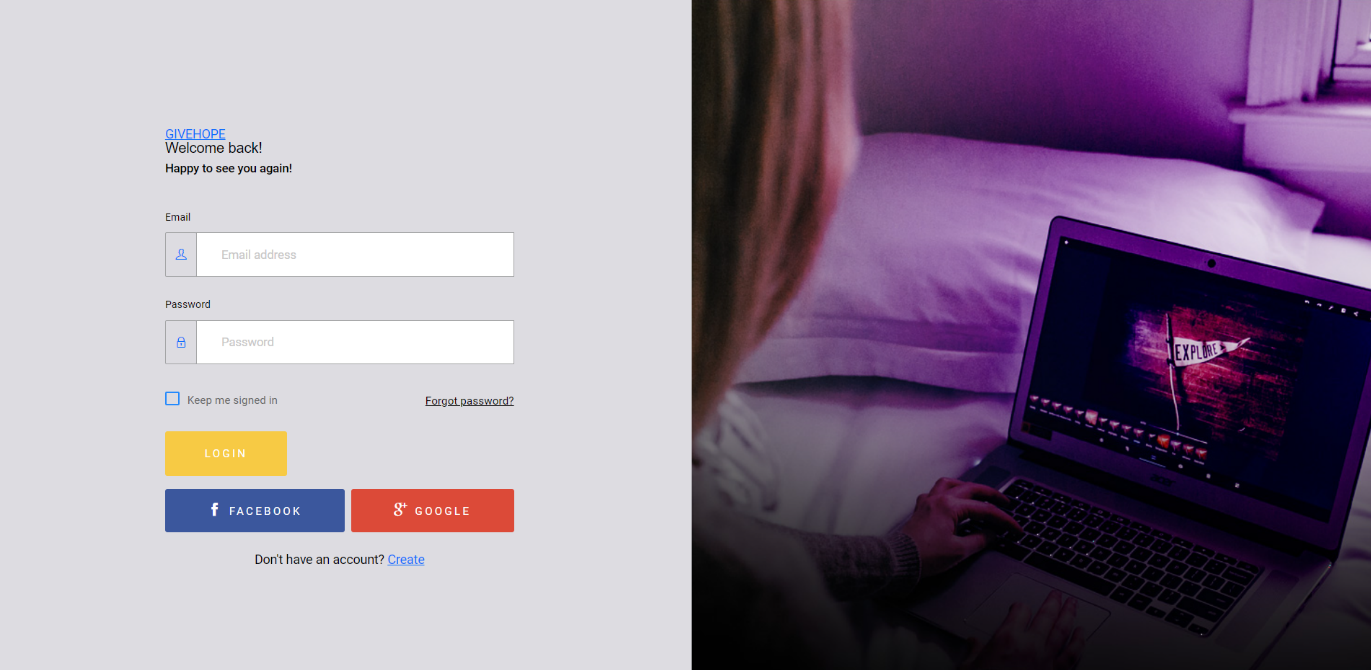 GIVEHOPE
Welcome back!
Happy to see you again!
Email
Email address
Password
Password
Keep me signed in
Forgot password?
LOGIN
FACEBOOK
GOOGLE
Don't have an account? Create
EXPLORE
acer